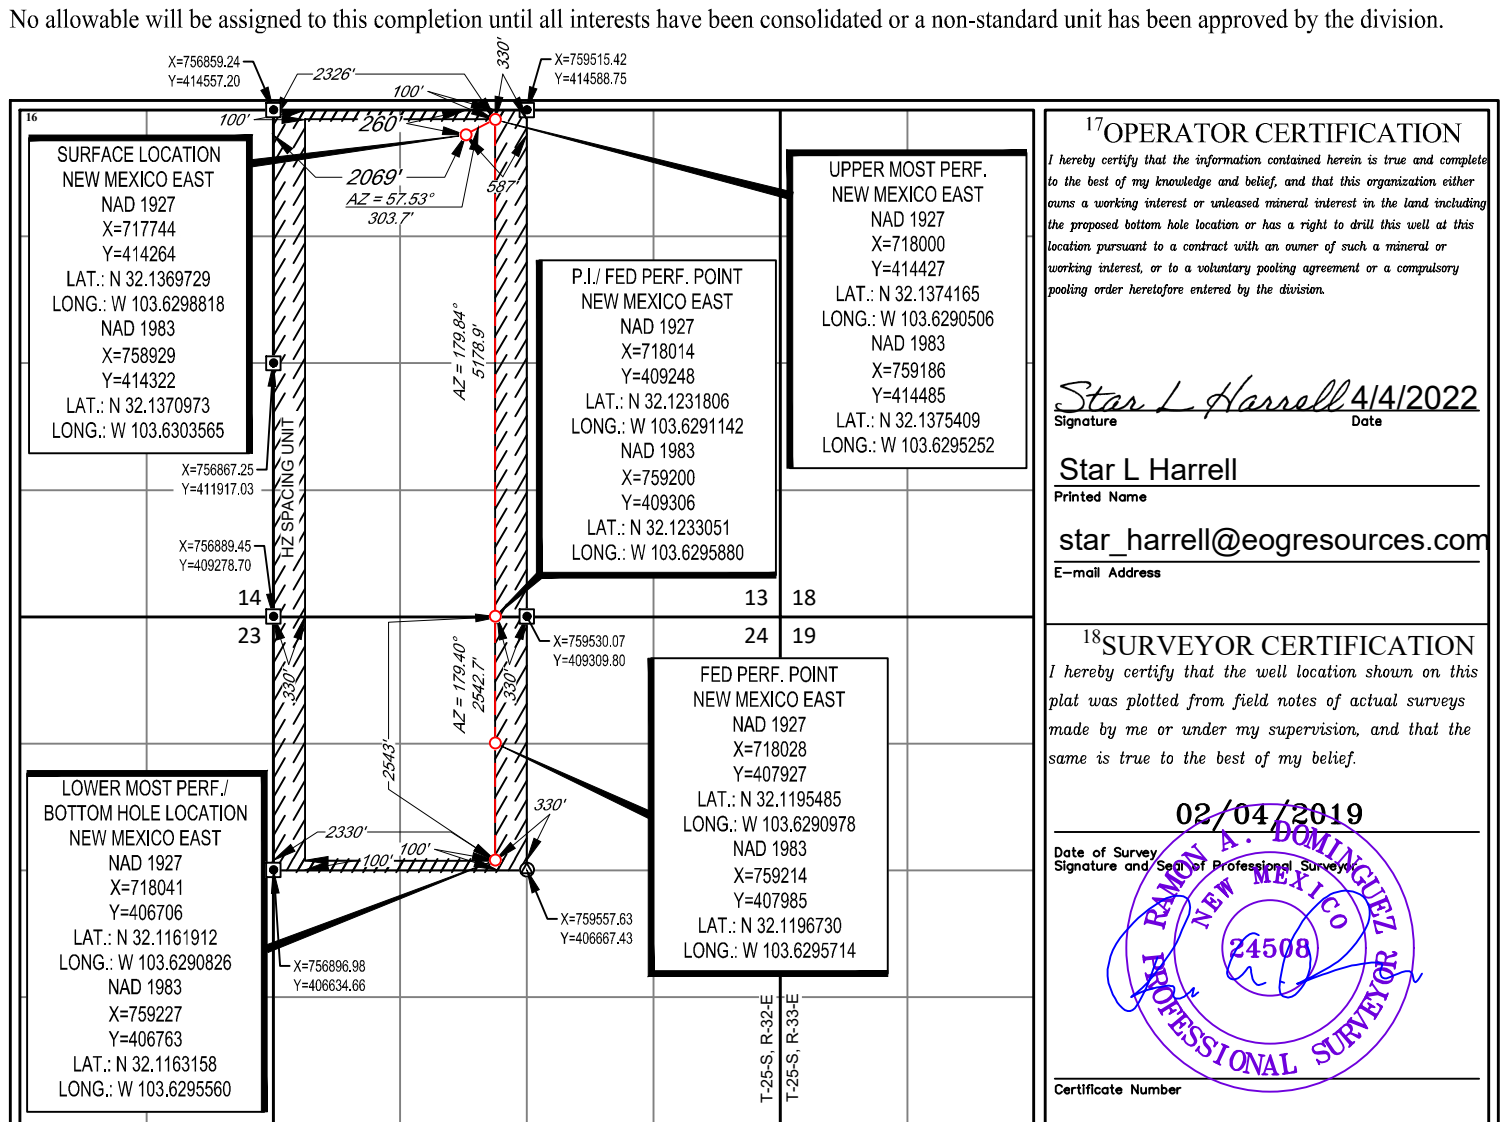 No allowable will be assigned to this completion until all interests have been consolidated or a non-standard unit has been approved by the division.
X=756859.24
Y=414557.20
2326'
330'
X=759515.42
Y=414588.75
100'
16
100'
260'
2069'
587'
AZ = 57.53°
303.7'
SURFACE LOCATION
NEW MEXICO EAST
NAD 1927
X=717744
Y=414264
LAT.: N 32.1369729
LONG.: W 103.6298818
NAD 1983
X=758929
Y=414322
LAT.: N 32.1370973
LONG.: W 103.6303565
UPPER MOST PERF.
NEW MEXICO EAST
NAD 1927
X=718000
Y=414427
LAT.: N 32.1374165
LONG.: W 103.6290506
NAD 1983
X=759186
Y=414485
LAT.: N 32.1375409
LONG.: W 103.6295252
P.I./ FED PERF. POINT
NEW MEXICO EAST
NAD 1927
X=718014
Y=409248
LAT.: N 32.1231806
LONG.: W 103.6291142
NAD 1983
X=759200
Y=409306
LAT.: N 32.1233051
LONG.: W 103.6295880
AZ = 179.84°
5178.9'
X=756867.25
Y=411917.03
HZ SPACING UNIT
X=756889.45
Y=409278.70
14
13
18
23
24
19
X=759530.07
Y=409309.80
330'
AZ = 179.40°
2542.7'
330'
2543'
FED PERF. POINT
NEW MEXICO EAST
NAD 1927
X=718028
Y=407927
LAT.: N 32.1195485
LONG.: W 103.6290978
NAD 1983
X=759214
Y=407985
LAT.: N 32.1196730
LONG.: W 103.6295714
LOWER MOST PERF./
BOTTOM HOLE LOCATION
NEW MEXICO EAST
NAD 1927
X=718041
Y=406706
LAT.: N 32.1161912
LONG.: W 103.6290826
NAD 1983
X=759227
Y=406763
LAT.: N 32.1163158
LONG.: W 103.6295560
330'
2330'
100'
100'
X=759557.63
Y=406667.43
X=756896.98
Y=406634.66
T-25-S, R-32-E
T-25-S, R-33-E
17OPERATOR CERTIFICATION
I hereby certify that the information contained herein is true and complete
to the best of my knowledge and belief, and that this organization either
owns a working interest or unleased mineral interest in the land including
the proposed bottom hole location or has a right to drill this well at this
location pursuant to a contract with an owner of such a mineral or
working interest, or to a voluntary pooling agreement or a compulsory
pooling order heretofore entered by the division.
Star L Harrell 4/4/2022
Signature Date
Star L Harrell
Printed Name
star_harrell@eogresources.com
E-mail Address
18SURVEYOR CERTIFICATION
I hereby certify that the well location shown on this
plat was plotted from field notes of actual surveys
made by me or under my supervision, and that the
same is true to the best of my belief.
02/04/2019
Date of Survey
Signature and Seal of Professional Surveyor
RAMON A. DOMINGUEZ
NEW MEXICO
24508
PROFESSIONAL SURVEYOR
Certificate Number